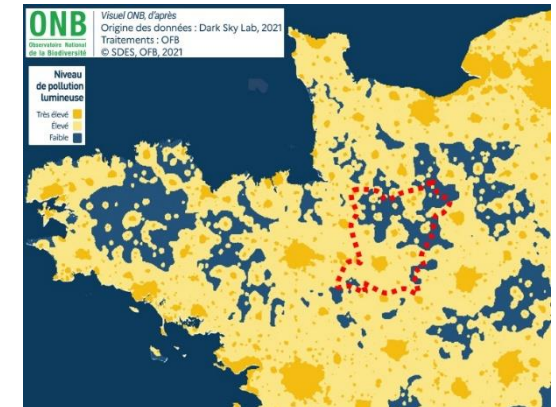 ONB
Observatoire National
de la Biodiversité
Visuel ONB, d'après
Origine des données : Dark Sky Lab, 2021
Traitements : OFB
© SDES, OFB, 2021
Niveau
de pollution
lumineuse
Très élevé
Élevé
Faible